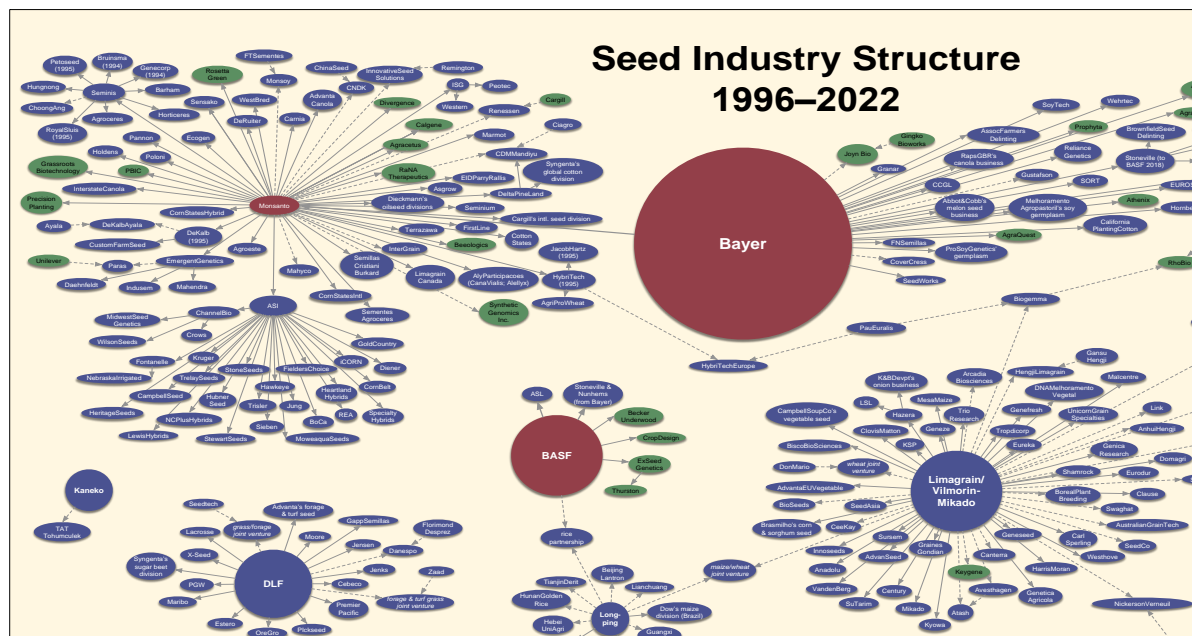 Seed Industry Structure
1996–2022
Petoseed
(1995)
Bruinsma
(1994)
Genecorp
(1994)
Hungnong
Seminis
Barham
ChoongAng
Agroceres
Horticeres
RoyalSluis
(1995)
Rosetta
Green
FTSementes
Monsoy
Sensako
WestBred
DeRuiter
Carnia
ChinaSeed
CNDK
Advanta
Canola
InnovativeSeed
Solutions
Remington
ISG
Peotec
Western
Divergence
Renessen
Cargill
Calgene
Marmot
Ciagro
Agracetus
CDMMandiyu
Syngenta's
global cotton
division
RaNA
Therapeutics
EIDParryRallis
Asgrow
DeltaPineLand
Dieckmann's
oilseed divisions
Seminium
Cargill's intl. seed division
Pannon
Ecogen
Holdens
Poloni
Grassroots
Biotechnology
PBIC
InterstateCanola
Precision
Planting
Monsanto
CornStatesHybrid
Ayala
DeKalbAyala
DeKalb
(1995)
CustomFarmSeed
Agroeste
Unilever
Paras
EmergentGenetics
Daehnfeldt
Indusem
Mahendra
Mahyco
Terrazawa
FirstLine
Beeologics
Cotton
States
InterGrain
Semillas
Cristiani
Burkard
Limagrain
Canada
AlyParticipacoes
(CanaVialis; Alellyx)
JacobHartz
(1995)
HybriTech
(1995)
AgriProWheat
Synthetic
Genomics
Inc.
CornStatesIntl
Sementes
Agroceres
ASI
ChannelBio
MidwestSeed
Genetics
Crows
WilsonSeeds
GoldCountry
Kruger
Fontanelle
StoneSeeds
FieldersChoice
iCORN
Diener
TrelaySeeds
NebraskaIrrigated
Hawkeye
Heartland
Hybrids
CornBelt
CampbellSeed
Hubner
Seed
Trisler
Jung
REA
Specialty
Hybrids
HeritageSeeds
NCPlusHybrids
Sieben
BoCa
LewisHybrids
StewartSeeds
MoweaquaSeeds
Bayer
Joyn Bio
Gingko
Bioworks
Granar
SoyTech
Wehrtec
AssocFarmers
Delinting
Prophyta
BrownfieldSeed
Delinting
RapsGBR's
canola business
Reliance
Genetics
Stoneville (to
BASF 2018)
CCGL
Gustafson
SORT
EUROS
Abbot&Cobb's
melon seed
business
Melhoramento
Agropastoril's soy
germplasm
Athenix
Hornbe
AgraQuest
California
PlantingCotton
FNSemillas
ProSoyGenetics'
germplasm
CoverCress
SeedWorks
RhoBio
Biogemma
PauEuralis
HybriTechEurope
BASF
ASL
Stoneville &
Nunhems
(from Bayer)
Becker
Underwood
CropDesign
ExSeed
Genetics
Thurston
rice
partnership
Kaneko
TAT
Tohumculuk
DLF
Seedtech
Advanta's forage
& turf seed
Lacrosse
grass/forage
joint venture
Moore
GappSemillas
Florimond
Desprez
Jensen
Danespo
X-Seed
Syngenta's
sugar beet
division
Jenks
Zaad
PGW
Cebeco
Maribo
Premier
Pacific
forage & turf grass
joint venture
Estero
OreGro
Pickseed
Long-
ping
TianjinDerit
Beijing
Lantron
Lianchuang
HunanGolden
Rice
Dow's maize
division (Brazil)
Hebei
UniAgri
Guangxi
maize/wheat
joint venture
Limagrain/
Vilmorin-
Mikado
Gansu
Hengji
HengjiLimagrain
Malcentre
Arcadia
Biosciences
K&BDevpt's
onion business
DNAMelhoramento
Vegetal
MesaMaize
LSL
Trio
Research
Genefresh
UnicornGrain
Specialties
Link
CampbellSoupCo's
vegetable seed
Hazera
Geneze
Tropdicorp
AnhuiHengji
ClovisMatton
KSP
Eureka
Genica
Research
BiscoBioSciences
Domagri
DonMario
wheat joint
venture
Shamrock
Eurodur
AdvantaEUVegetable
BorealPlant
Breeding
Clause
BioSeeds
SeedAsia
Swaghat
Brasmilho's corn
& sorghum seed
CeeKay
AustralianGrainTech
Sursem
Carl
Sperling
SeedCo
Innoseeds
AdvanSeed
Graines
Gondian
Geneseed
Westhove
Canterra
Anadolu
Keygene
HarrisMoran
VandenBerg
Century
Avesthagen
Genetica
Agricola
SuTarim
Mikado
Atash
Kyowa
NickersonVerneuil